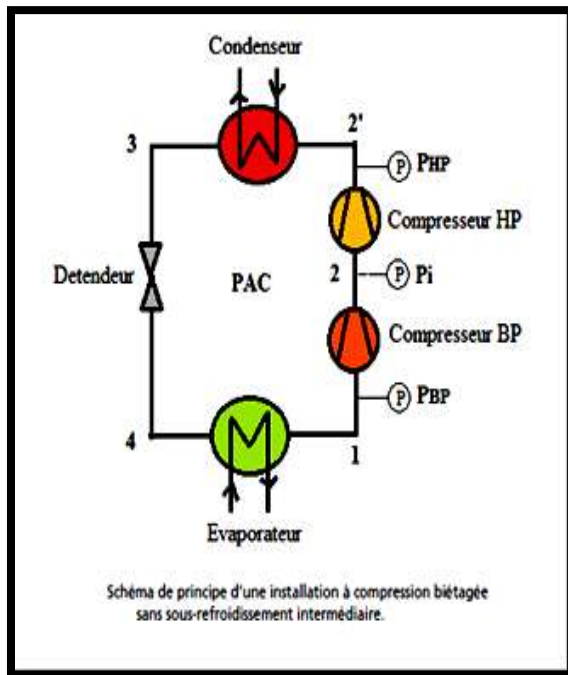 Condenseur
2'
3
P PHP
Compresseur HP
Detendeur
PAC
2
P Pi
Compresseur BP
P PBP
4
1
Evaporateur
Schéma de principe d'une installation à compression biétagée
sans sous-refroidissement intermédiaire.